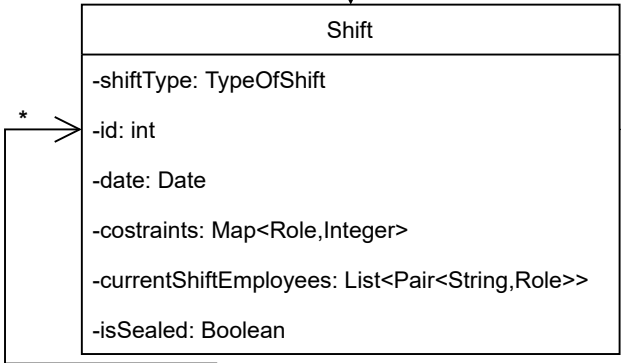 Shift
-shiftType: TypeOfShift
*
-id: int
-date: Date
-costraints: Map<Role,Integer>
-currentShiftEmployees: List<Pair<String,Role>>
-isSealed: Boolean